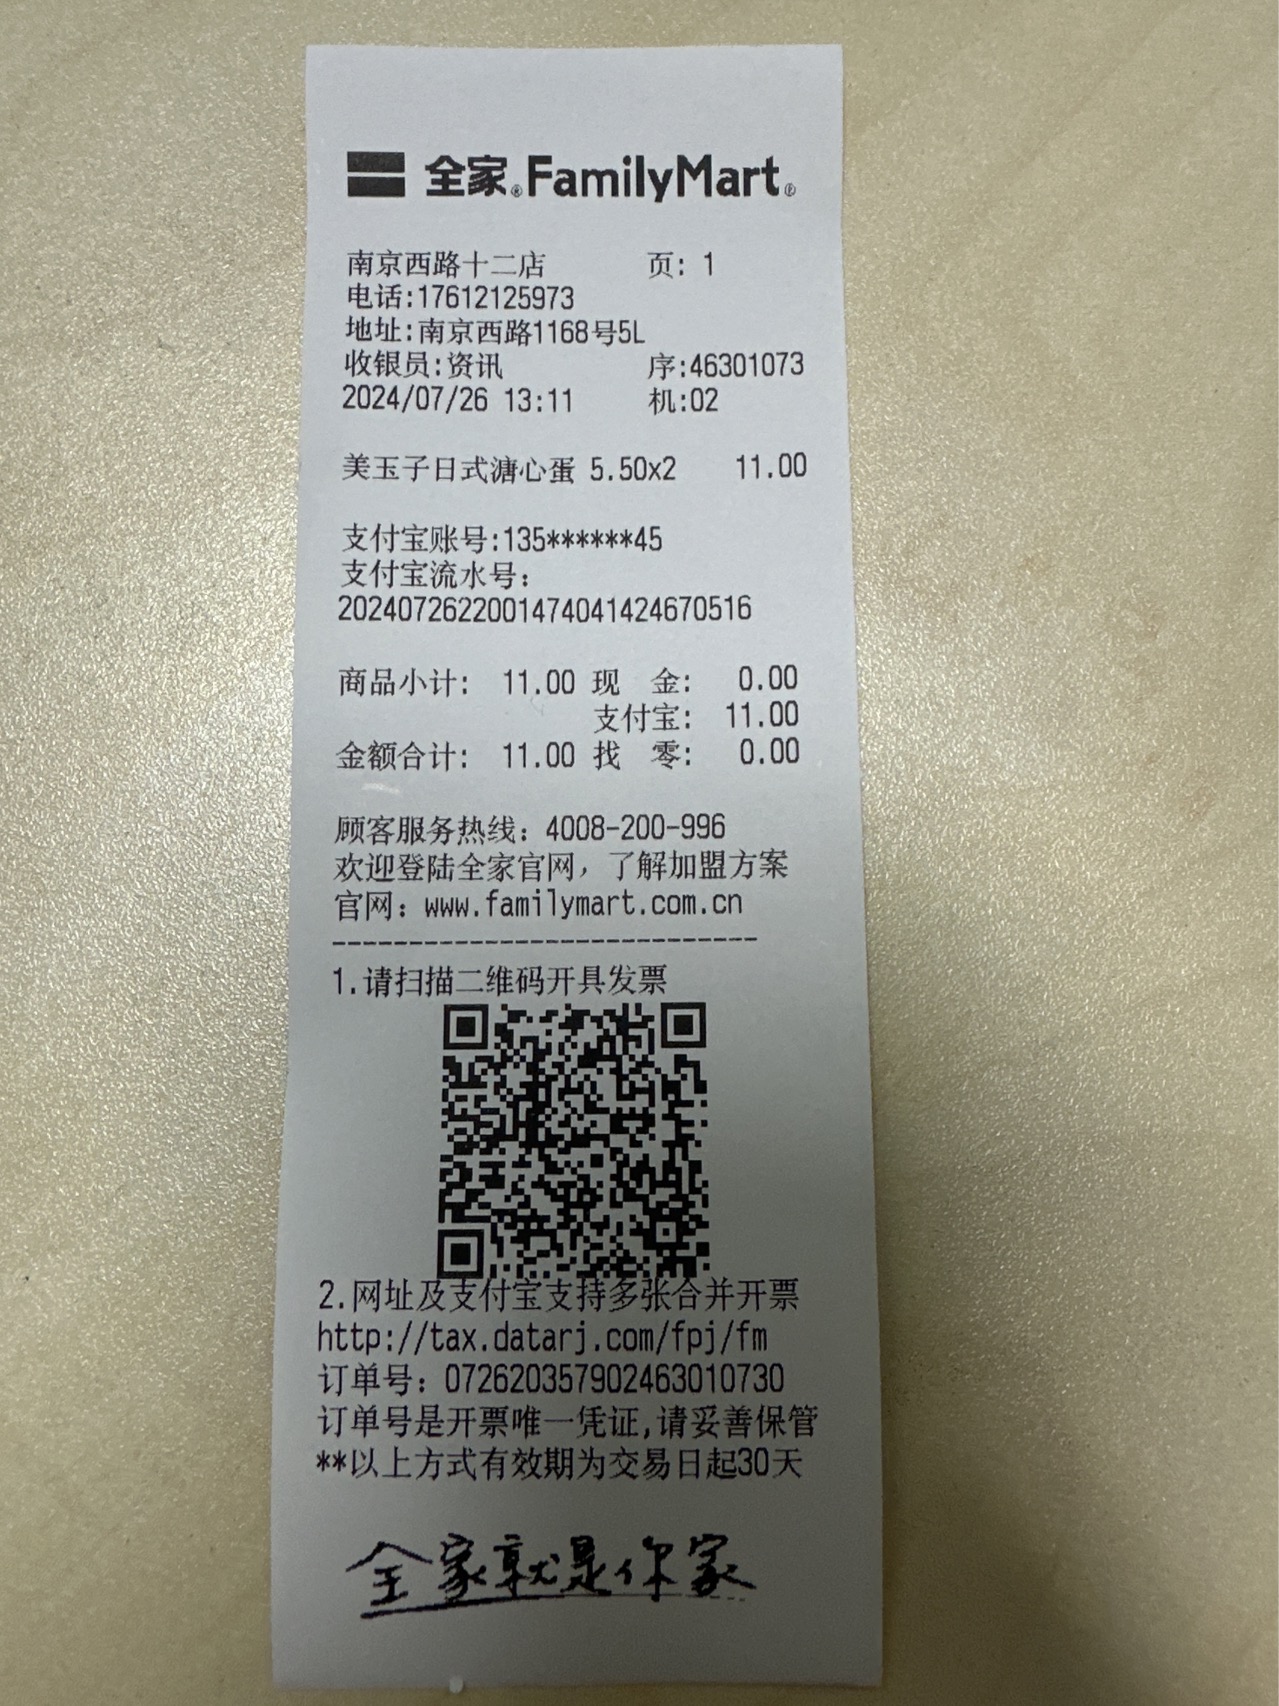 全家® FamilyMart®
南京西路十二店 页: 1
电话:17612125973
地址:南京西路1168号5L
收银员:资讯 序:46301073
2024/07/26 13:11 机:02
美玉子日式溏心蛋 5.50x2 11.00
支付宝账号:135******45
支付宝流水号:
2024072622001474041424670516
商品小计: 11.00 现 金: 0.00
支付宝: 11.00
金额合计: 11.00 找 零: 0.00
顾客服务热线: 4008-200-996
欢迎登陆全家官网，了解加盟方案
官网: www.familymart.com.cn
----------------------------
1.请扫描二维码开具发票
2.网址及支付宝支持多张合并开票
http://tax.datarj.com/fpj/fm
订单号: 072620357902463010730
订单号是开票唯一凭证,请妥善保管
**以上方式有效期为交易日起30天
全家就是你家